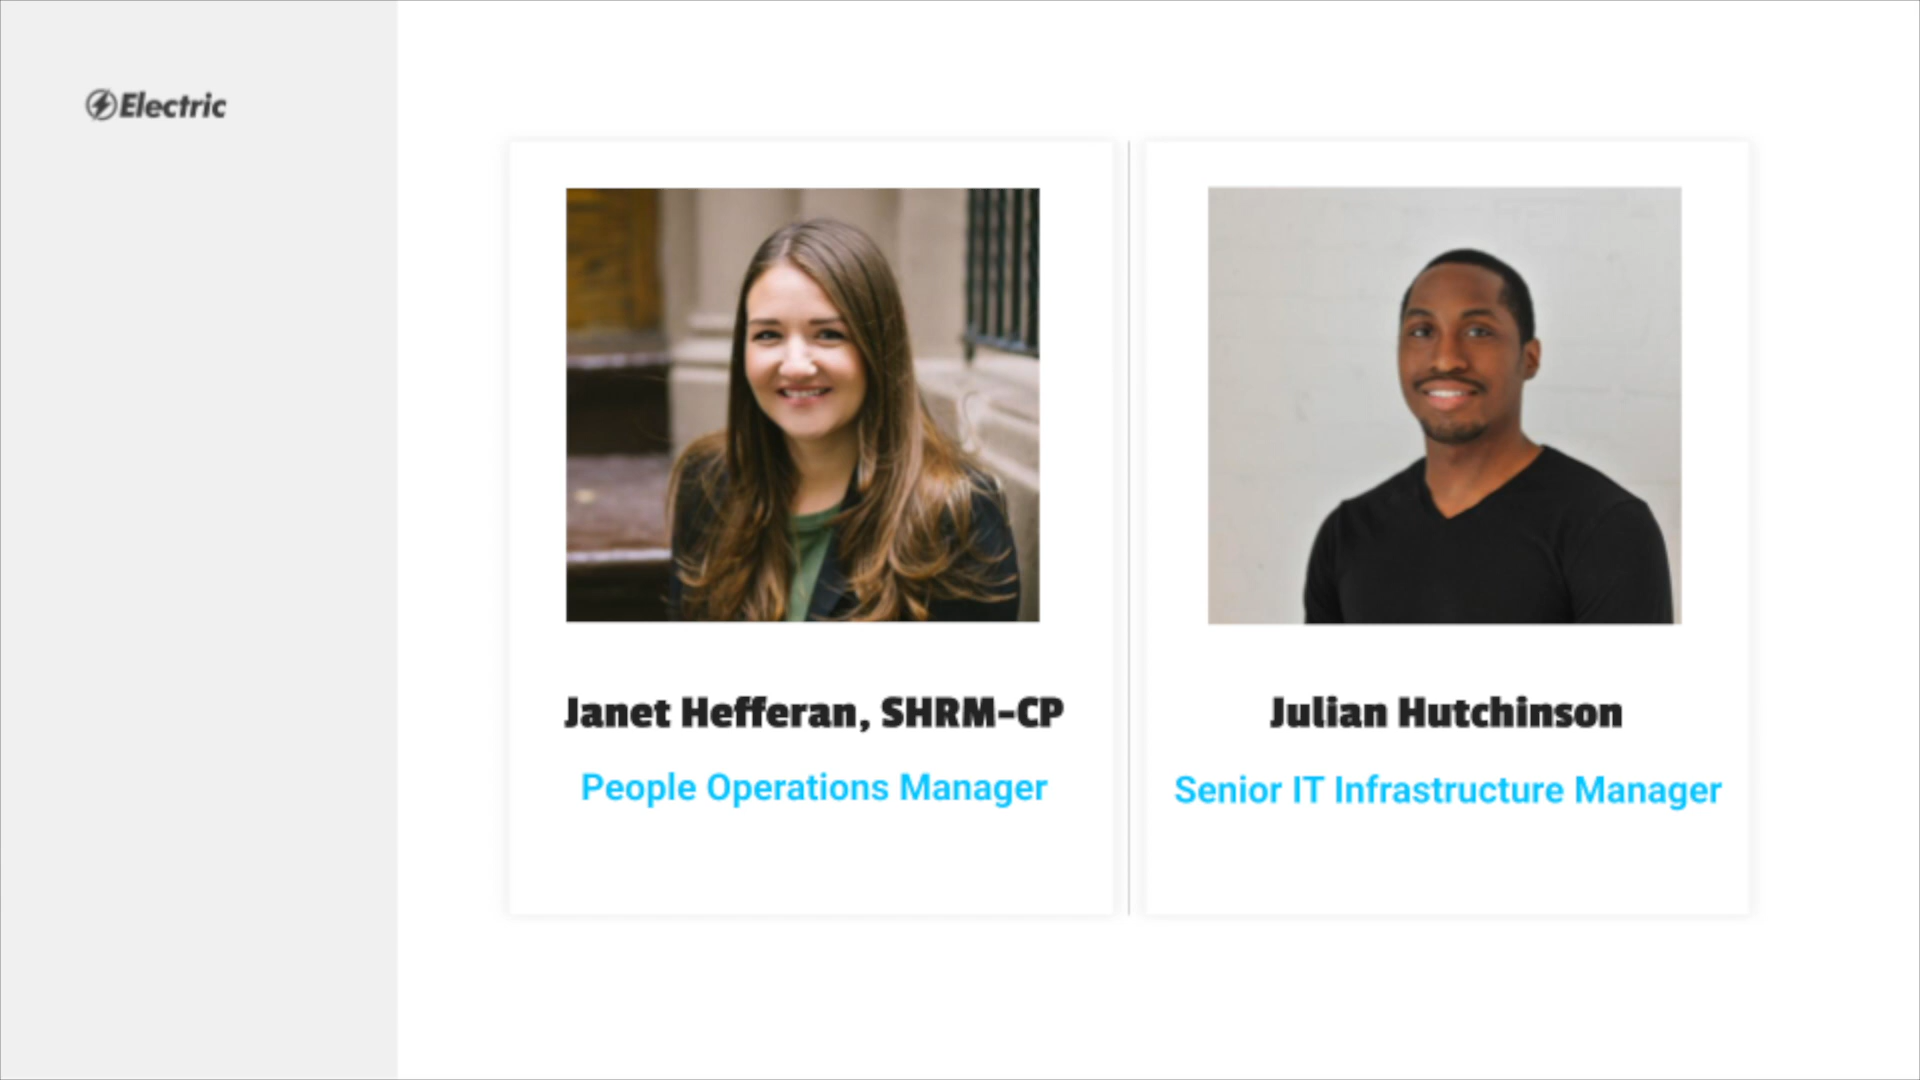 Electric
Janet Hefferan, SHRM-CP
People Operations Manager
Julian Hutchinson
Senior IT Infrastructure Manager